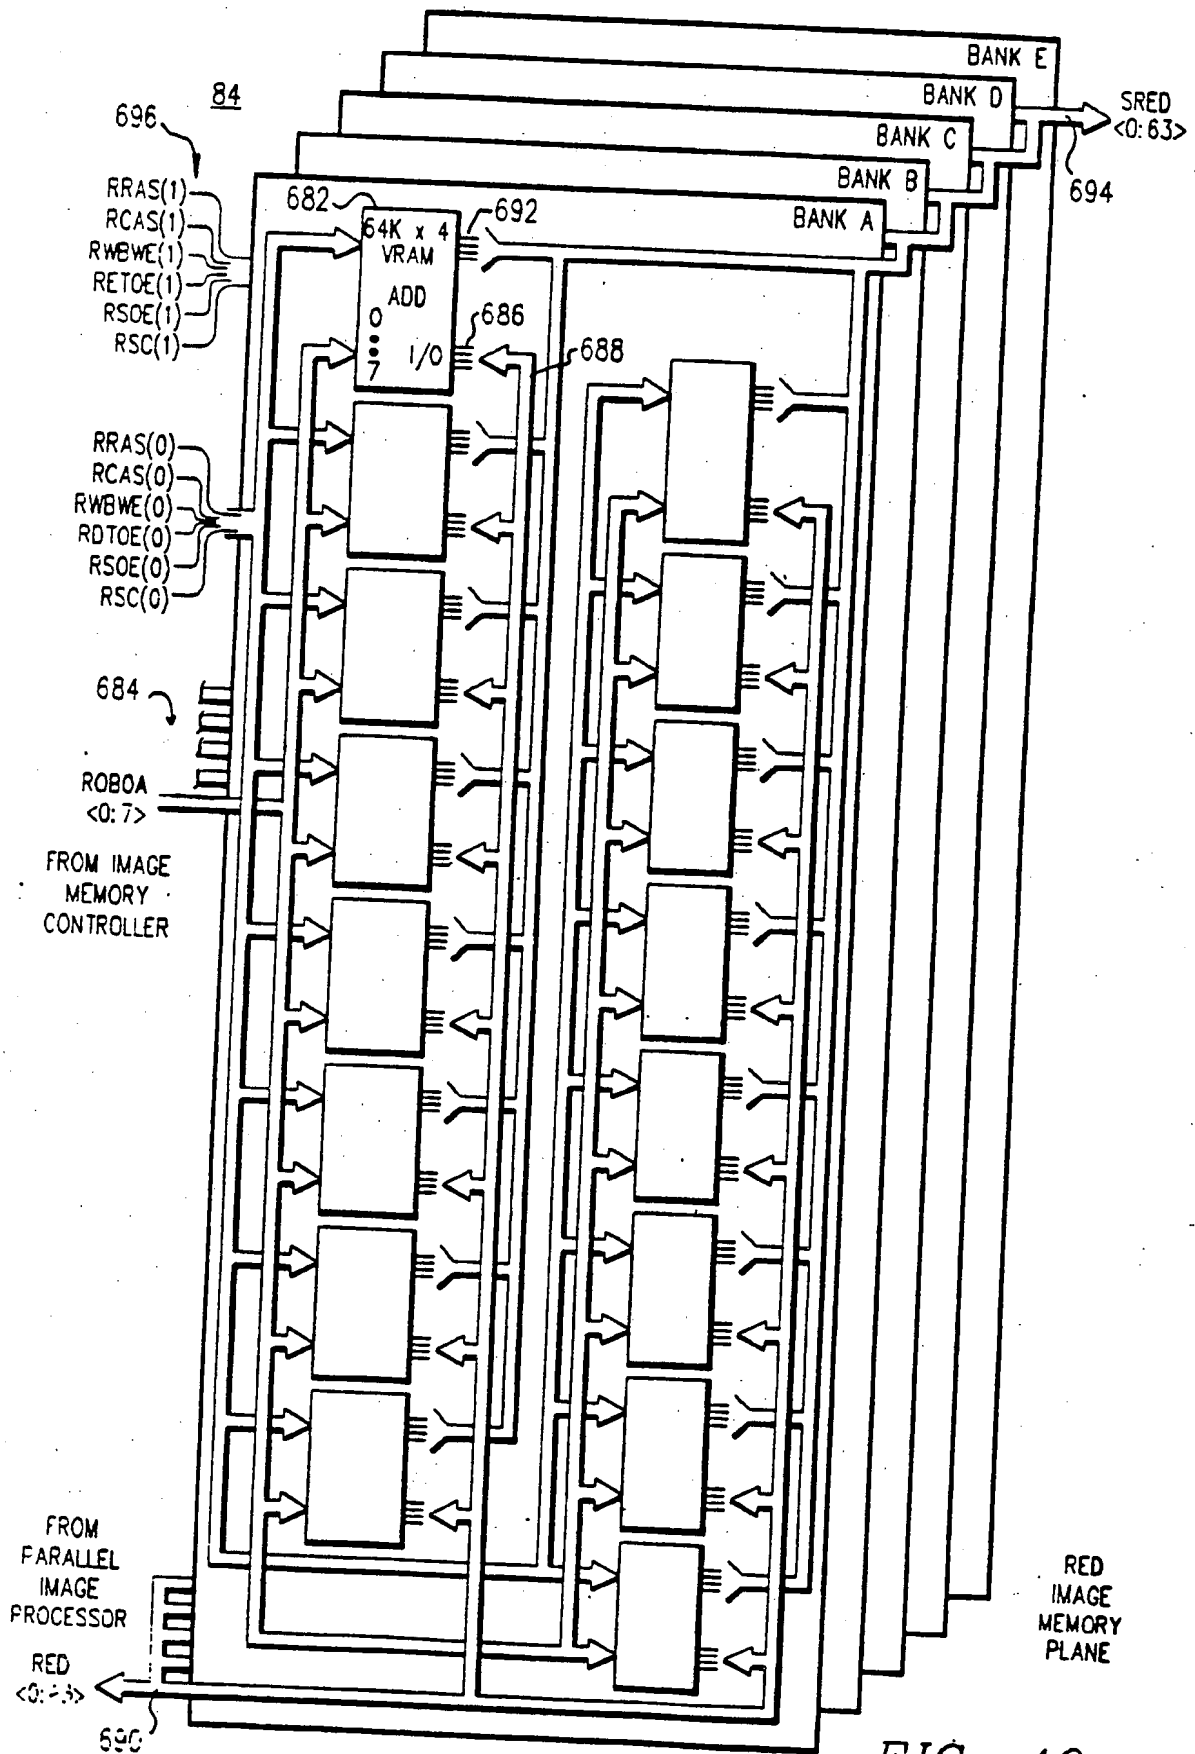 BANK E
BANK D
BANK C
BANK B
BANK A
SRED
<0:63>
694
84
696
RRAS(1)
RCAS(1)
RWBWE(1)
RETOE(1)
RSOE(1)
RSC(1)
682
64K x 4
VRAM
ADD
0
7
I/O
692
686
688
RRAS(0)
RCAS(0)
RWBWE(0)
RDTOE(0)
RSOE(0)
RSC(0)
684
ROBOA
<0:7>
FROM IMAGE
MEMORY
CONTROLLER
FROM
PARALLEL
IMAGE
PROCESSOR
RED
690
RED
IMAGE
MEMORY
PLANE
FIG.